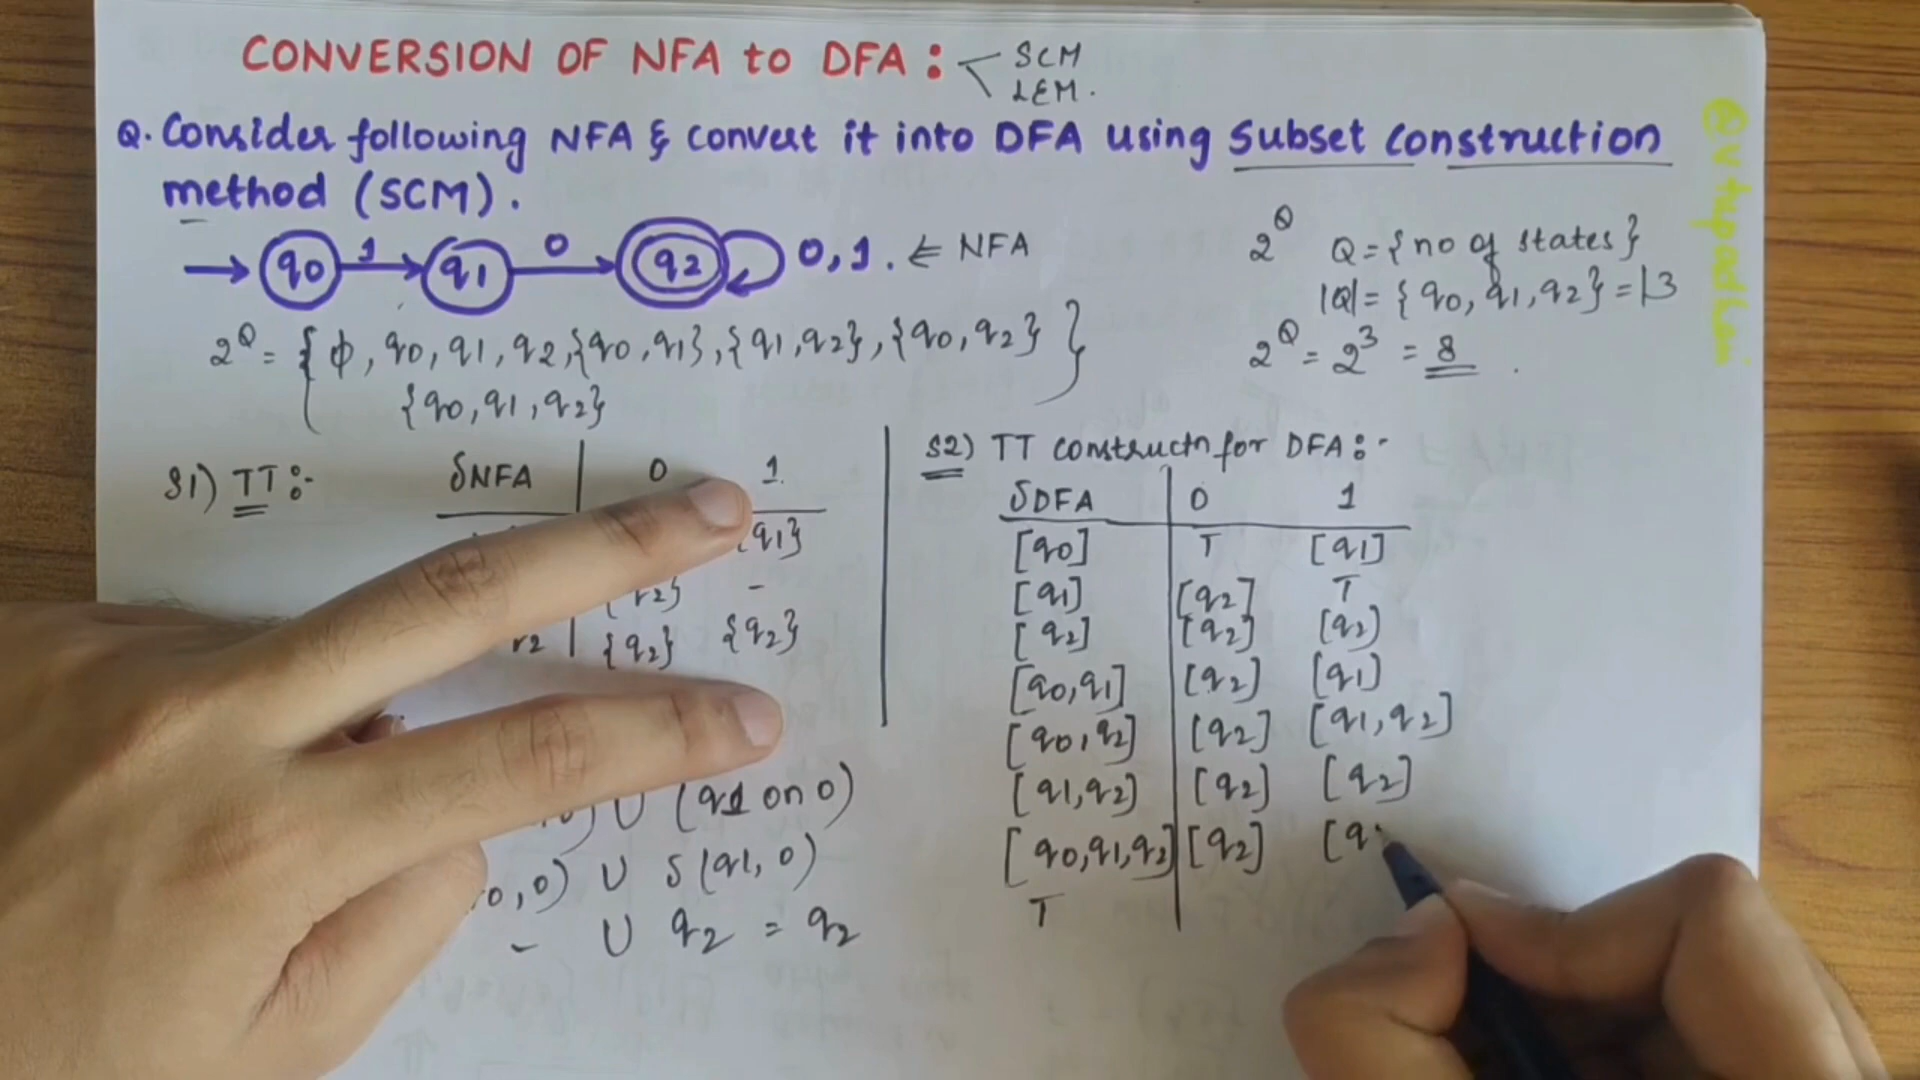 CONVERSION OF NFA to DFA :
SCM
LEM.
Q. Consider following NFA & convert it into DFA using Subset construction
method (SCM).
q0 1 q1 0 q2 0,1. ⇐ NFA
2^Q Q = {no of states}
|Q| = {q0, q1, q2} = |3
2^Q = 2^3 = 8.
2^Q = { ϕ, q0, q1, q2, {q0, q1}, {q1, q2}, {q0, q2} }
{q0, q1, q2}
S1) TT :-
δNFA 0 1
{q1}
-
{q2} {q2}
∪ (q1 on 0)
0) ∪ δ(q1, 0)
- ∪ q2 = q2
S2) TT constructn for DFA :-
δDFA 0 1
[q0] T [q1]
[q1] [q2] T
[q2] [q2] [q2]
[q0,q1] [q2] [q1]
[q0,q2] [q2] [q1,q2]
[q1,q2] [q2] [q2]
[q0,q1,q2] [q2] [q
T
@vtupadhai